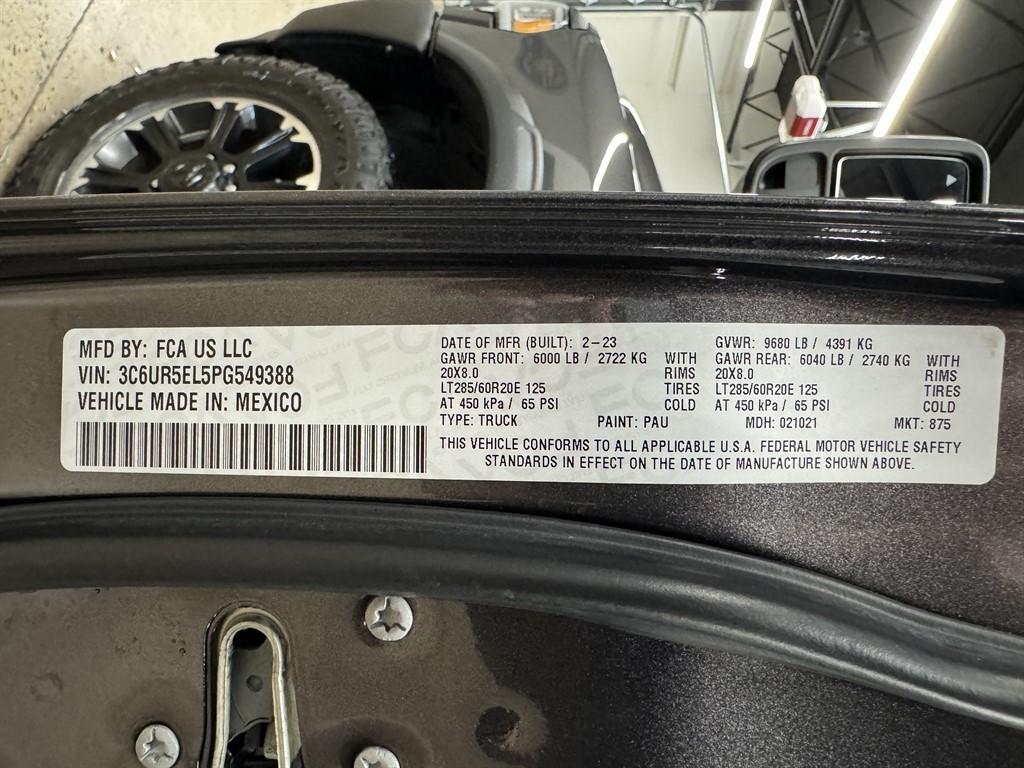 MFD BY: FCA US LLC
VIN: 3C6UR5EL5PG549388
VEHICLE MADE IN: MEXICO
DATE OF MFR (BUILT): 2-23
GAWR FRONT: 6000 LB / 2722 KG WITH
20X8.0 RIMS
LT285/60R20E 125 TIRES
AT 450 kPa / 65 PSI COLD
TYPE: TRUCK PAINT: PAU
GVWR: 9680 LB / 4391 KG
GAWR REAR: 6040 LB / 2740 KG WITH
20X8.0 RIMS
LT285/60R20E 125 TIRES
AT 450 kPa / 65 PSI COLD
MDH: 021021 MKT: 875
THIS VEHICLE CONFORMS TO ALL APPLICABLE U.S.A. FEDERAL MOTOR VEHICLE SAFETY
STANDARDS IN EFFECT ON THE DATE OF MANUFACTURE SHOWN ABOVE.